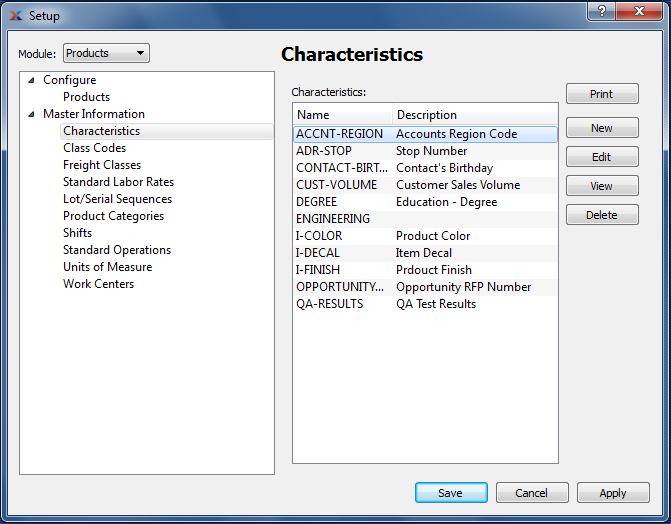 Setup
Module: Products
Characteristics
Configure
Products
Master Information
Characteristics
Class Codes
Freight Classes
Standard Labor Rates
Lot/Serial Sequences
Product Categories
Shifts
Standard Operations
Units of Measure
Work Centers
Characteristics:
Name Description
ACCNT-REGION Accounts Region Code
ADR-STOP Stop Number
CONTACT-BIRT... Contact's Birthday
CUST-VOLUME Customer Sales Volume
DEGREE Education - Degree
ENGINEERING
I-COLOR Product Color
I-DECAL Item Decal
I-FINISH Prdouct Finish
OPPORTUNITY... Opportunity RFP Number
QA-RESULTS QA Test Results
Print
New
Edit
View
Delete
Save Cancel Apply